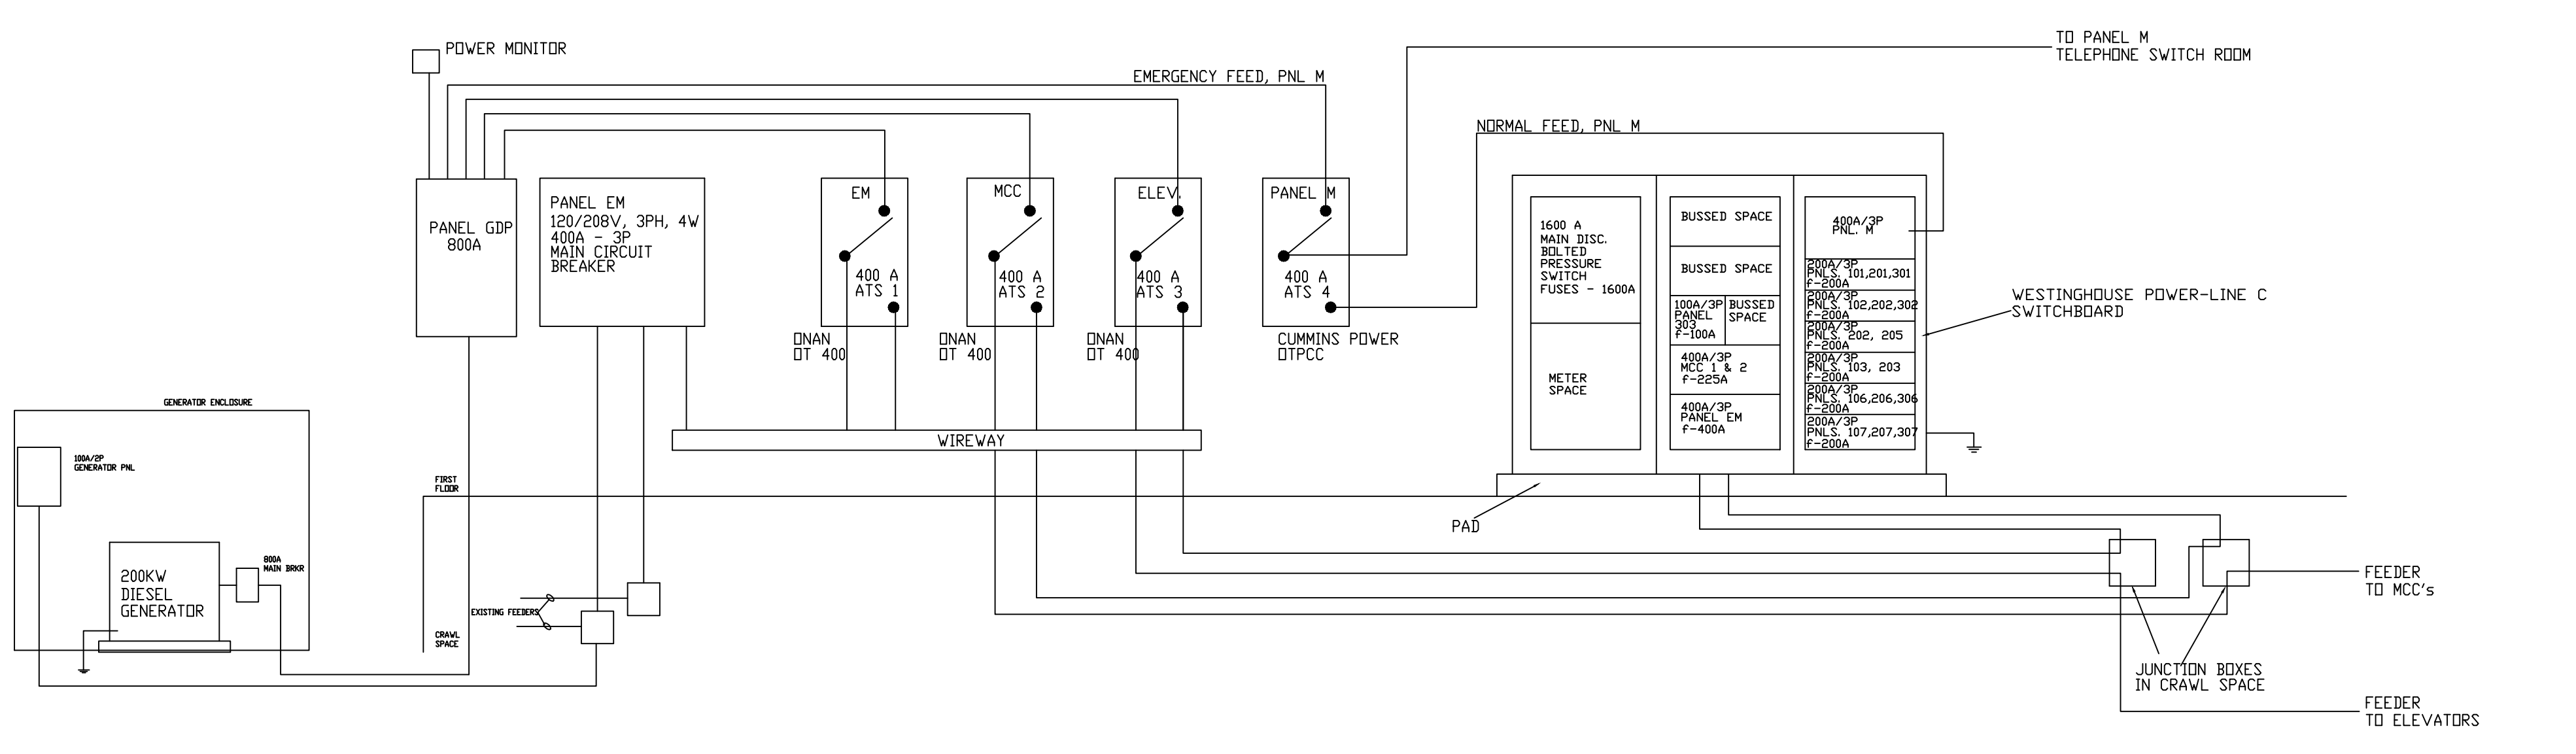 POWER MONITOR
TO PANEL M
TELEPHONE SWITCH ROOM
EMERGENCY FEED, PNL M
NORMAL FEED, PNL M
PANEL GDP
800A
PANEL EM
120/208V, 3PH, 4W
400A - 3P
MAIN CIRCUIT
BREAKER
EM
400 A
ATS 1
ONAN
OT 400
MCC
400 A
ATS 2
ONAN
OT 400
ELEV.
400 A
ATS 3
ONAN
OT 400
PANEL M
400 A
ATS 4
CUMMINS POWER
OTPCC
1600 A
MAIN DISC.
BOLTED
PRESSURE
SWITCH
FUSES - 1600A
METER
SPACE
BUSSED SPACE
BUSSED SPACE
100A/3P
PANEL
303
f-100A
BUSSED
SPACE
400A/3P
MCC 1 & 2
f-225A
400A/3P
PANEL EM
f-400A
400A/3P
PNL. M
200A/3P
PNLS. 101,201,301
f-200A
200A/3P
PNLS. 102,202,302
f-200A
200A/3P
PNLS. 202, 205
f-200A
200A/3P
PNLS. 103, 203
f-200A
200A/3P
PNLS. 106,206,306
f-200A
200A/3P
PNLS. 107,207,307
f-200A
WESTINGHOUSE POWER-LINE C
SWITCHBOARD
WIREWAY
GENERATOR ENCLOSURE
100A/2P
GENERATOR PNL
FIRST
FLOOR
PAD
800A
MAIN BRKR
200KW
DIESEL
GENERATOR
EXISTING FEEDERS
CRAWL
SPACE
FEEDER
TO MCC's
JUNCTION BOXES
IN CRAWL SPACE
FEEDER
TO ELEVATORS